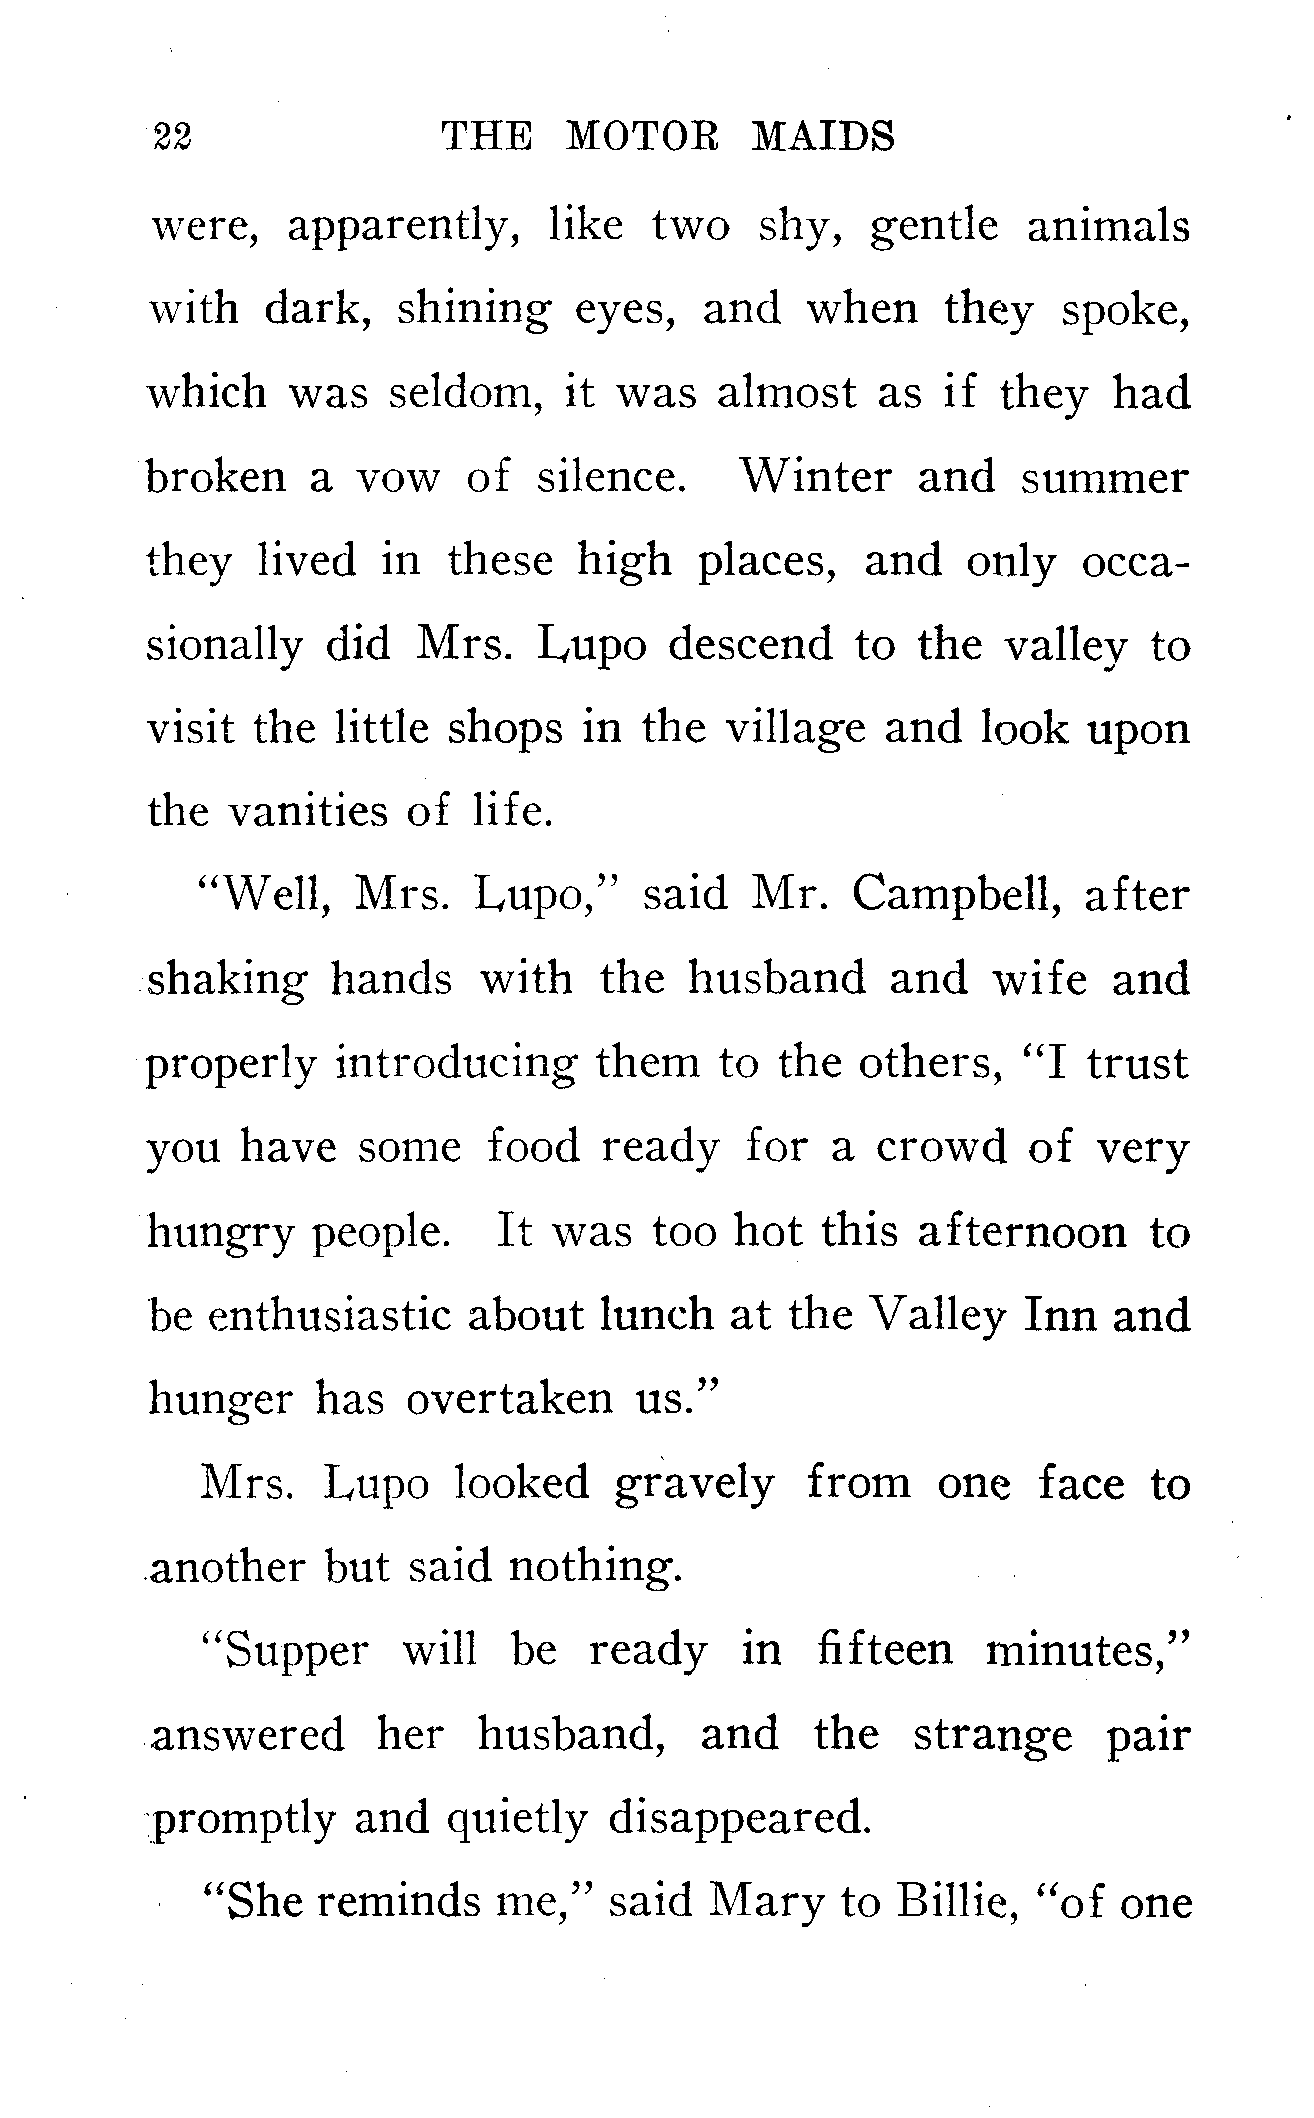 22 THE MOTOR MAIDS
were, apparently, like two shy, gentle animals
with dark, shining eyes, and when they spoke,
which was seldom, it was almost as if they had
broken a vow of silence. Winter and summer
they lived in these high places, and only occa-
sionally did Mrs. Lupo descend to the valley to
visit the little shops in the village and look upon
the vanities of life.
“Well, Mrs. Lupo,” said Mr. Campbell, after
shaking hands with the husband and wife and
properly introducing them to the others, “I trust
you have some food ready for a crowd of very
hungry people. It was too hot this afternoon to
be enthusiastic about lunch at the Valley Inn and
hunger has overtaken us.”
Mrs. Lupo looked gravely from one face to
another but said nothing.
“Supper will be ready in fifteen minutes,”
answered her husband, and the strange pair
promptly and quietly disappeared.
“She reminds me,” said Mary to Billie, “of one